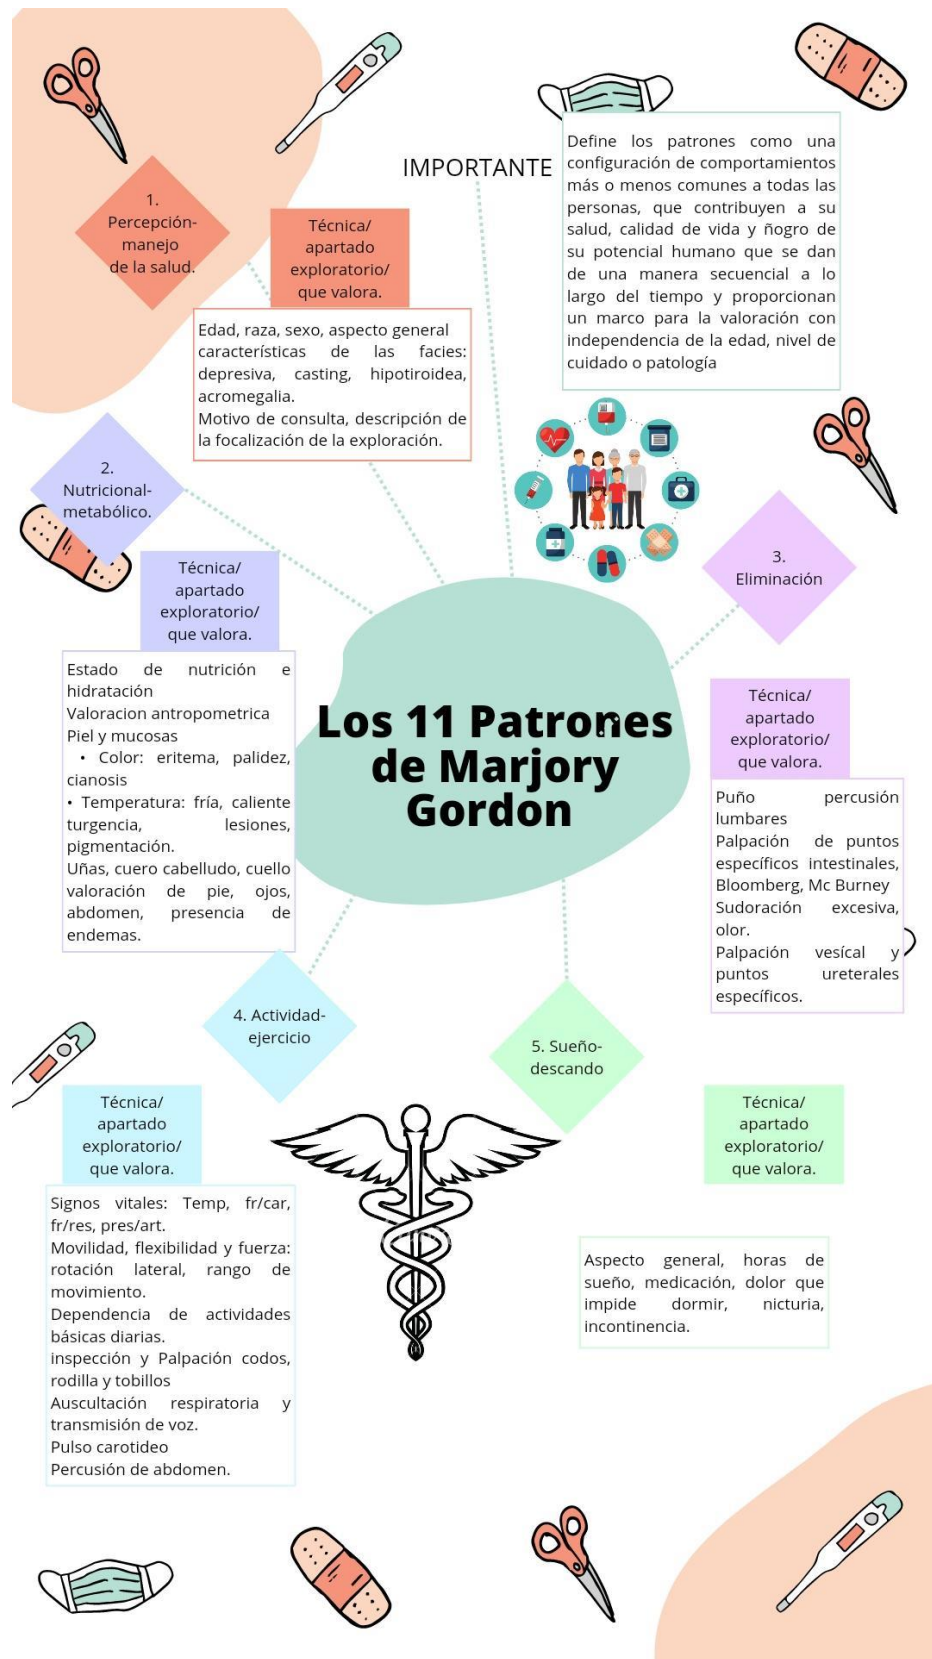 IMPORTANTE
Define los patrones como una
configuración de comportamientos
más o menos comunes a todas las
personas, que contribuyen a su
salud, calidad de vida y ñogro de
su potencial humano que se dan
de una manera secuencial a lo
largo del tiempo y proporcionan
un marco para la valoración con
independencia de la edad, nivel de
cuidado o patología
1.
Percepción-
manejo
de la salud.
Técnica/
apartado
exploratorio/
que valora.
Edad, raza, sexo, aspecto general
características de las facies:
depresiva, casting, hipotiroidea,
acromegalia.
Motivo de consulta, descripción de
la focalización de la exploración.
2.
Nutricional-
metabólico.
Técnica/
apartado
exploratorio/
que valora.
Estado de nutrición e
hidratación
Valoracion antropometrica
Piel y mucosas
• Color: eritema, palidez,
cianosis
• Temperatura: fría, caliente
turgencia, lesiones,
pigmentación.
Uñas, cuero cabelludo, cuello
valoración de pie, ojos,
abdomen, presencia de
endemas.
3.
Eliminación
Técnica/
apartado
exploratorio/
que valora.
Puño percusión
lumbares
Palpación de puntos
específicos intestinales,
Bloomberg, Mc Burney
Sudoración excesiva,
olor.
Palpación vesícal y
puntos ureterales
específicos.
Los 11 Patrones
de Marjory
Gordon
4. Actividad-
ejercicio
Técnica/
apartado
exploratorio/
que valora.
Signos vitales: Temp, fr/car,
fr/res, pres/art.
Movilidad, flexibilidad y fuerza:
rotación lateral, rango de
movimiento.
Dependencia de actividades
básicas diarias.
inspección y Palpación codos,
rodilla y tobillos
Auscultación respiratoria y
transmisión de voz.
Pulso carotideo
Percusión de abdomen.
5. Sueño-
descando
Técnica/
apartado
exploratorio/
que valora.
Aspecto general, horas de
sueño, medicación, dolor que
impide dormir, nicturia,
incontinencia.